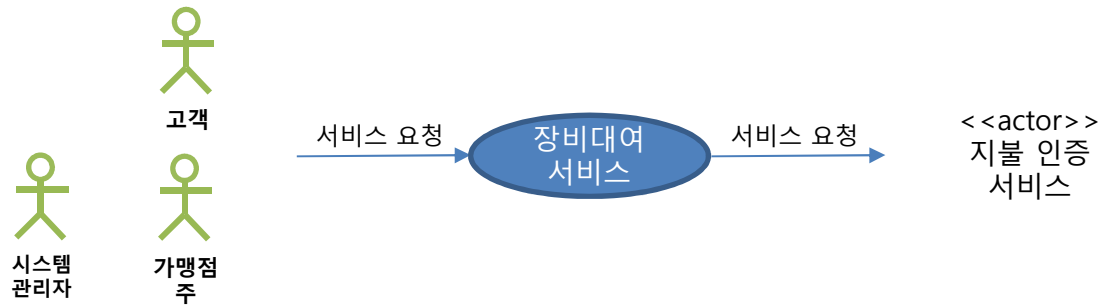 고객
서비스 요청
장비대여
서비스
서비스 요청
<<actor>>
지불 인증
서비스
시스템
관리자
가맹점
주